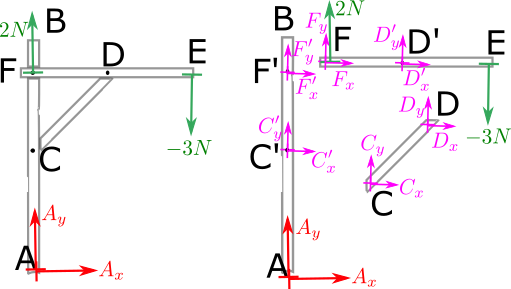 2N
B
F
D
E
-3N
C
A_y
A
A_x
B
2N
F_y
F
F'_y
F'
F'_x
F_x
D'_y
D'
D'_x
E
-3N
D_y
D
D_x
C'_y
C'
C'_x
C_y
C_x
C
A_y
A
A_x